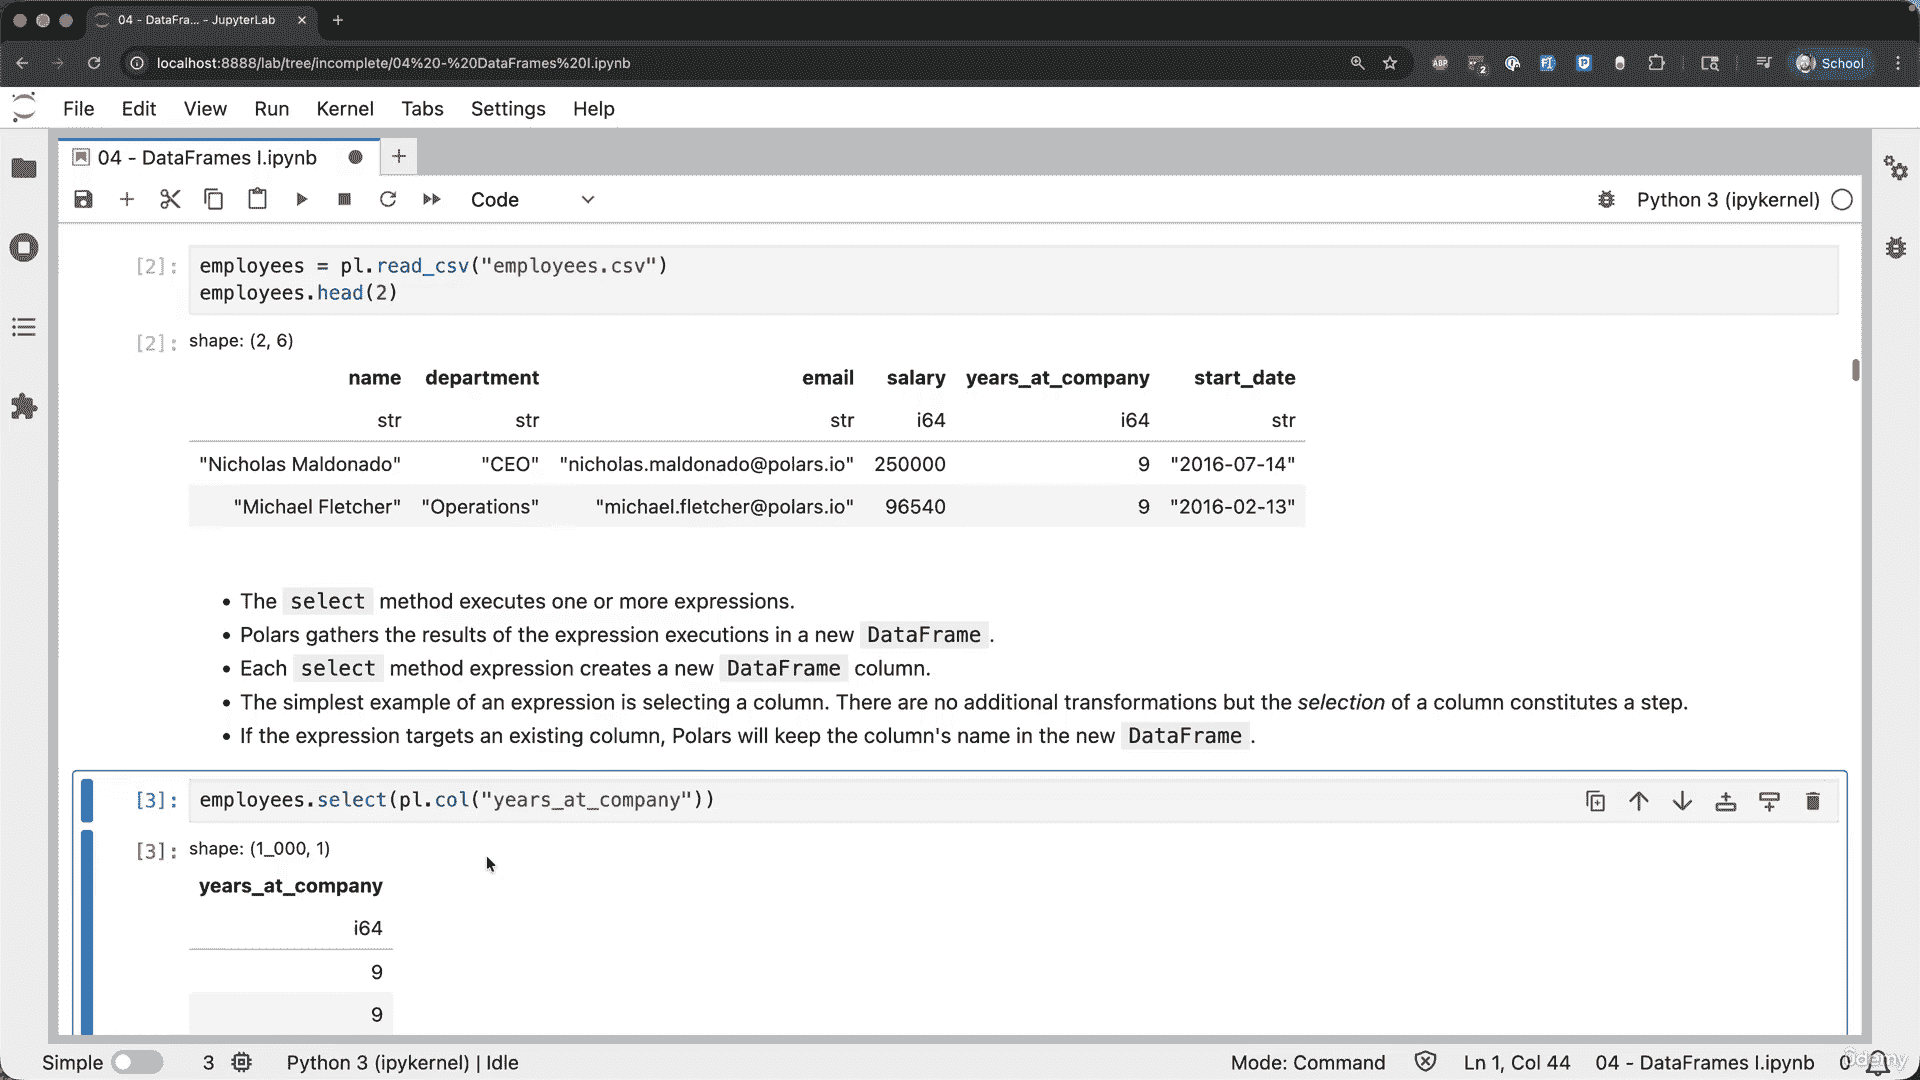 04 - DataFra... - JupyterLab
localhost:8888/lab/tree/incomplete/04%20-%20DataFrames%20I.ipynb
ABP
2
School
File Edit View Run Kernel Tabs Settings Help
04 - DataFrames I.ipynb
Code
Python 3 (ipykernel)
[2]: employees = pl.read_csv("employees.csv")
employees.head(2)
[2]: shape: (2, 6)
name department email salary years_at_company start_date
str str str i64 i64 str
"Nicholas Maldonado" "CEO" "nicholas.maldonado@polars.io" 250000 9 "2016-07-14"
"Michael Fletcher" "Operations" "michael.fletcher@polars.io" 96540 9 "2016-02-13"
• The select method executes one or more expressions.
• Polars gathers the results of the expression executions in a new DataFrame.
• Each select method expression creates a new DataFrame column.
• The simplest example of an expression is selecting a column. There are no additional transformations but the selection of a column constitutes a step.
• If the expression targets an existing column, Polars will keep the column's name in the new DataFrame.
[3]: employees.select(pl.col("years_at_company"))
[3]: shape: (1_000, 1)
years_at_company
i64
9
9
Simple 3 Python 3 (ipykernel) | Idle Mode: Command Ln 1, Col 44 04 - DataFrames I.ipynb 0
Udemy